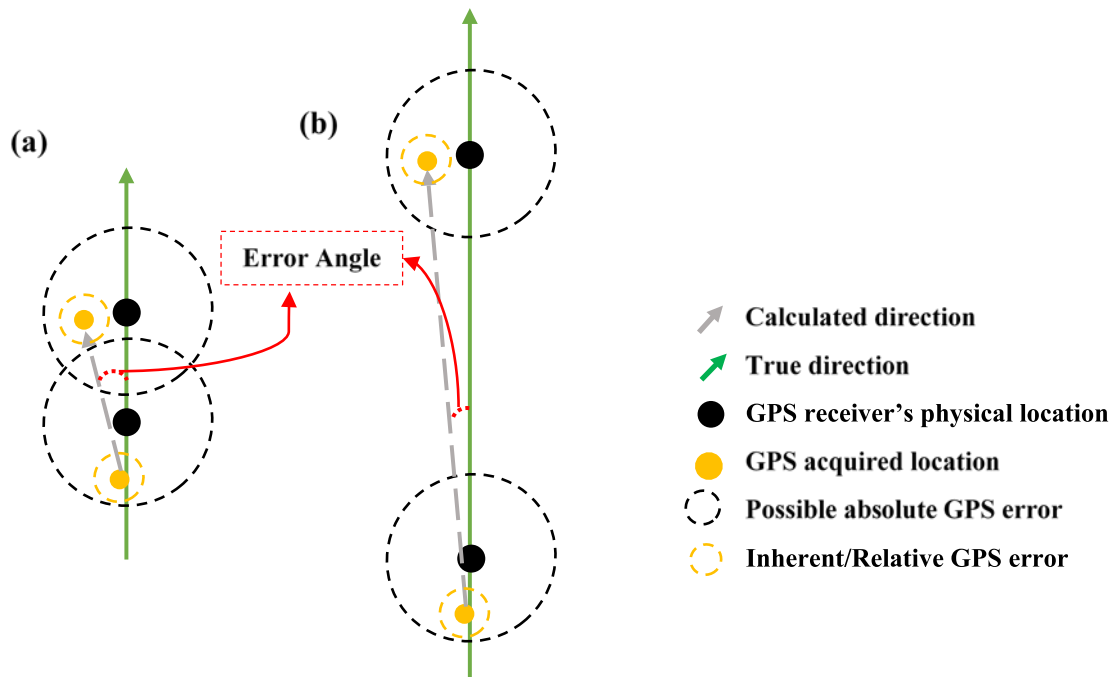 (a)
(b)
Error Angle
Calculated direction
True direction
GPS receiver's physical location
GPS acquired location
Possible absolute GPS error
Inherent/Relative GPS error